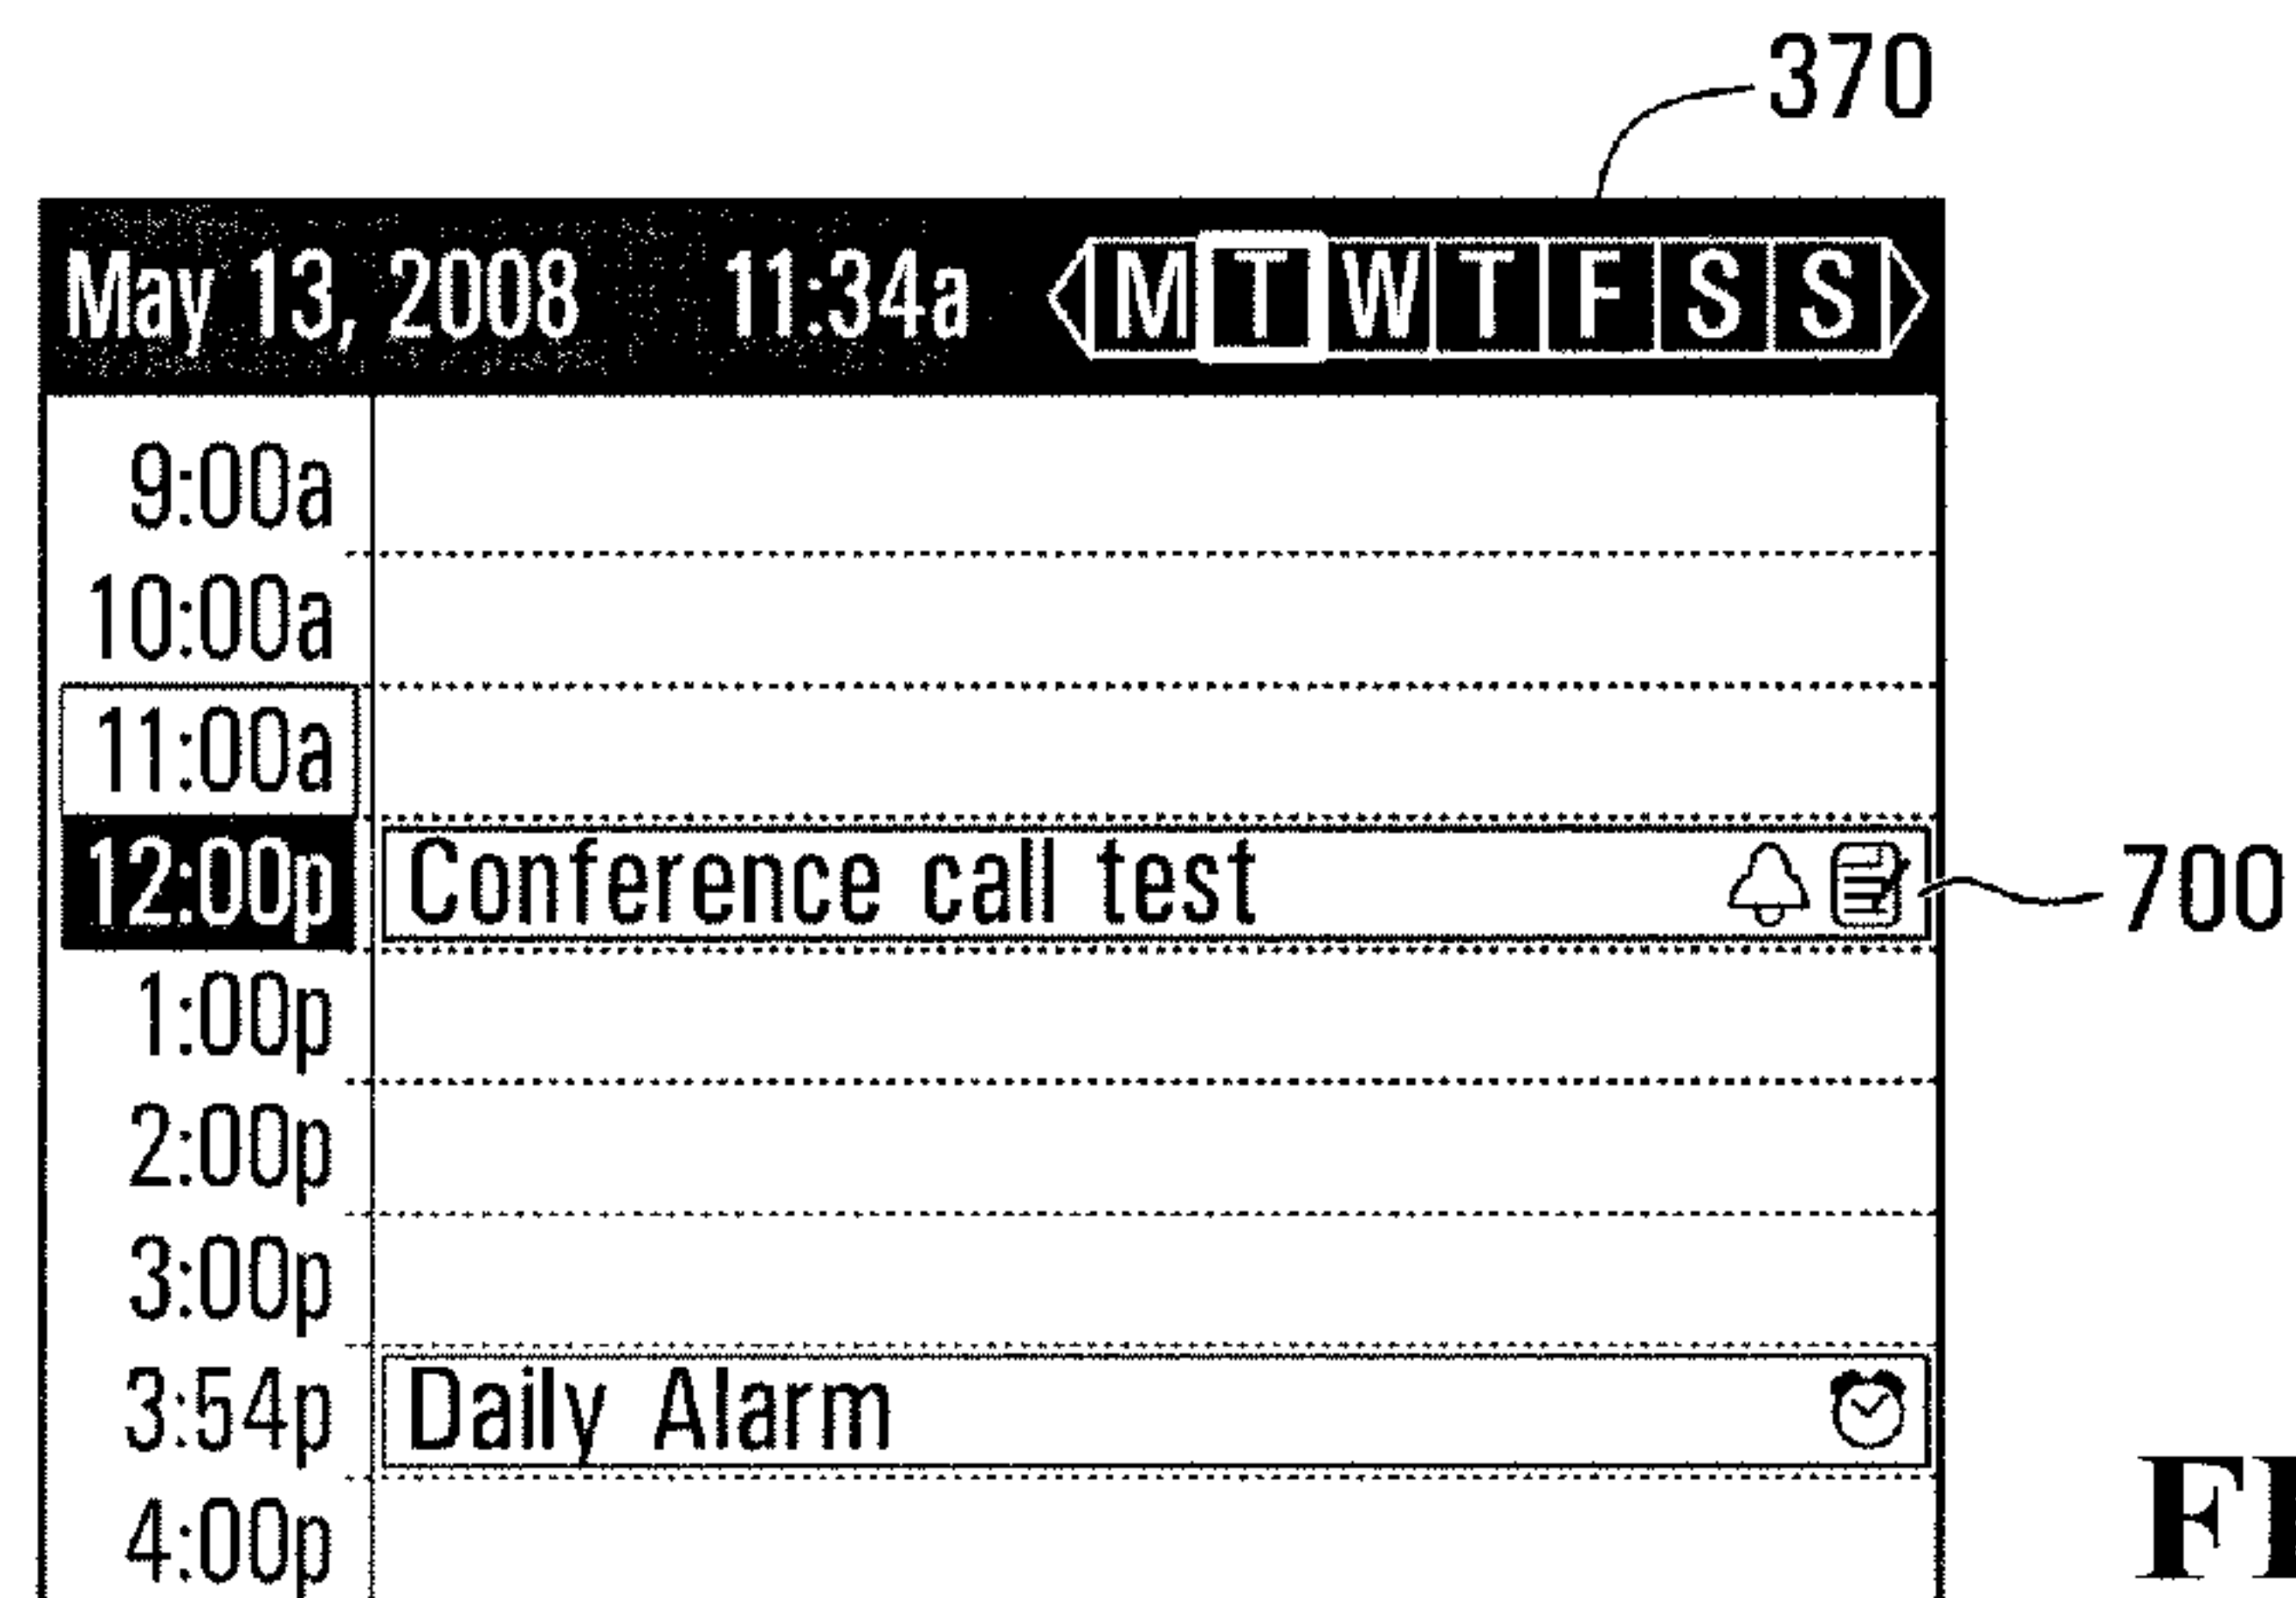 370
May 13, 2008 11:34a M T W T F S S
9:00a
10:00a
11:00a
12:00p Conference call test 700
1:00p
2:00p
3:00p
3:54p Daily Alarm
4:00p